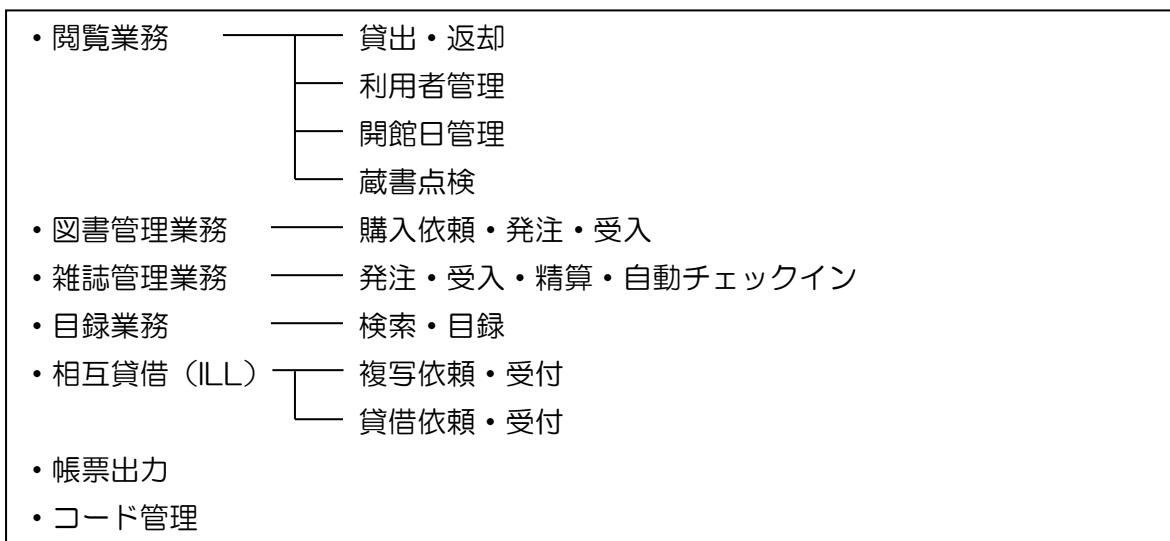 ・閲覧業務 貸出・返却
利用者管理
開館日管理
蔵書点検
・図書管理業務 購入依頼・発注・受入
・雑誌管理業務 発注・受入・精算・自動チェックイン
・目録業務 検索・目録
・相互貸借（ILL） 複写依頼・受付
貸借依頼・受付
・帳票出力
・コード管理